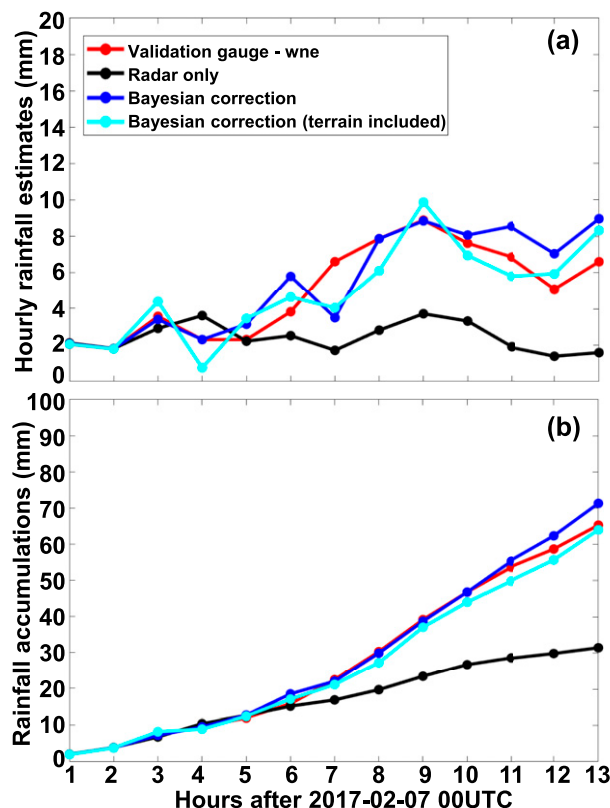 (a)
Validation gauge - wne
Radar only
Bayesian correction
Bayesian correction (terrain included)
Hourly rainfall estimates (mm)
20
18
16
14
12
10
8
6
4
2
0
(b)
Rainfall accumulations (mm)
100
90
80
70
60
50
40
30
20
10
0
1 2 3 4 5 6 7 8 9 10 11 12 13
Hours after 2017-02-07 00UTC